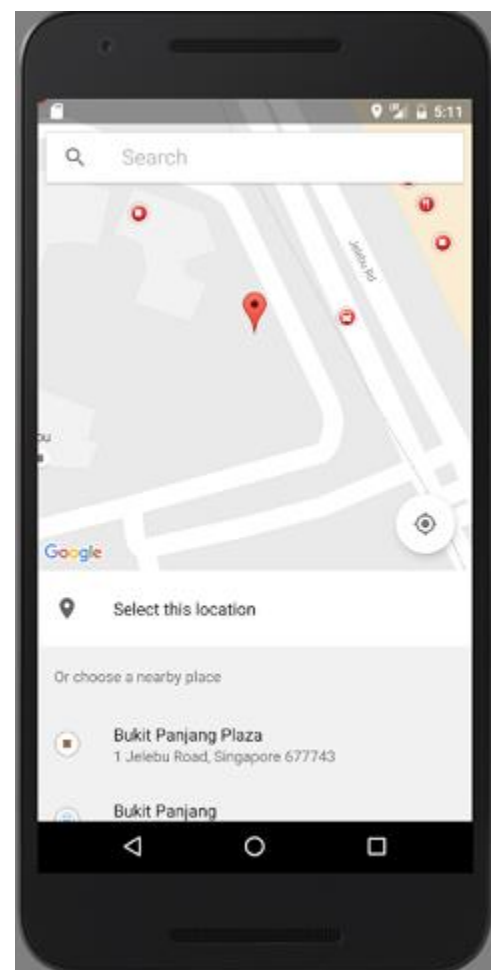 5:11
Search
Jelebu Rd
Google
Select this location
Or choose a nearby place
Bukit Panjang Plaza
1 Jelebu Road, Singapore 677743
Bukit Panjang